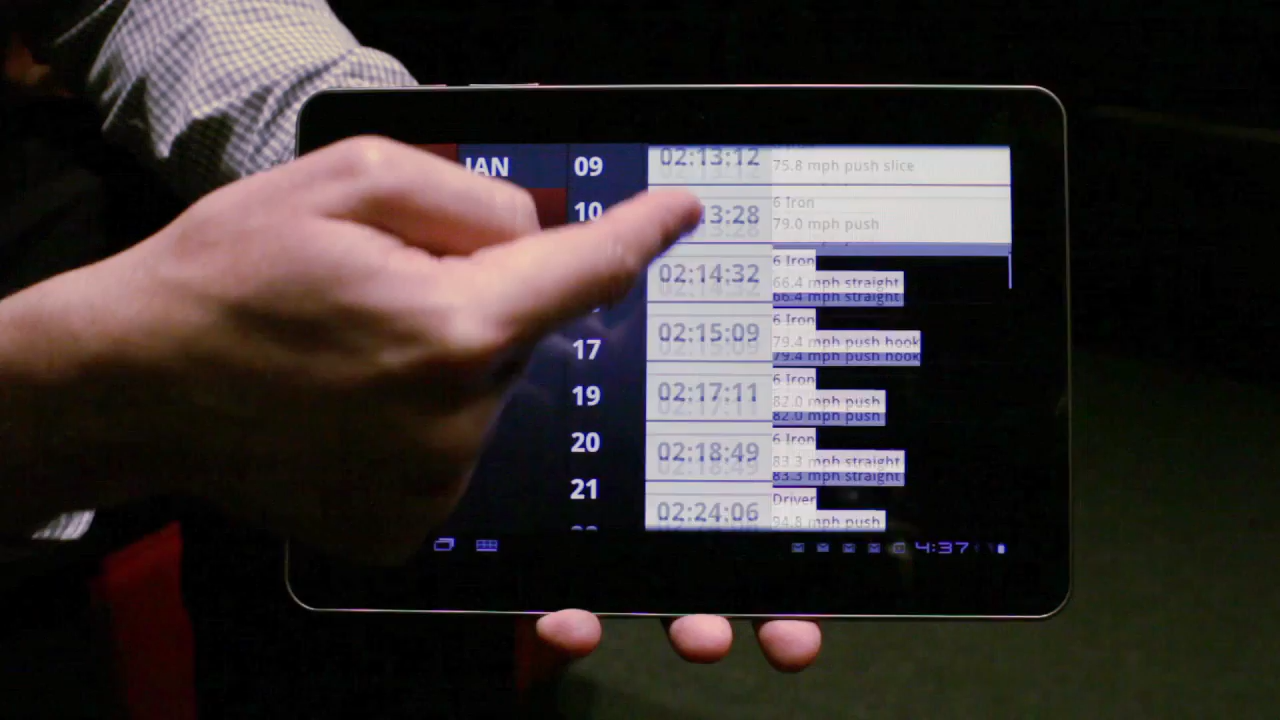 JAN
09
10
17
19
20
21
02:13:12
75.8 mph push slice
13:28
6 Iron
79.0 mph push
02:14:32
6 Iron
66.4 mph straight
66.4 mph straight
02:15:09
6 Iron
79.4 mph push hook
79.4 mph push hook
02:17:11
6 Iron
82.0 mph push
82.0 mph push
02:18:49
6 Iron
83.3 mph straight
83.3 mph straight
02:24:06
Driver
94.8 mph push
4:37